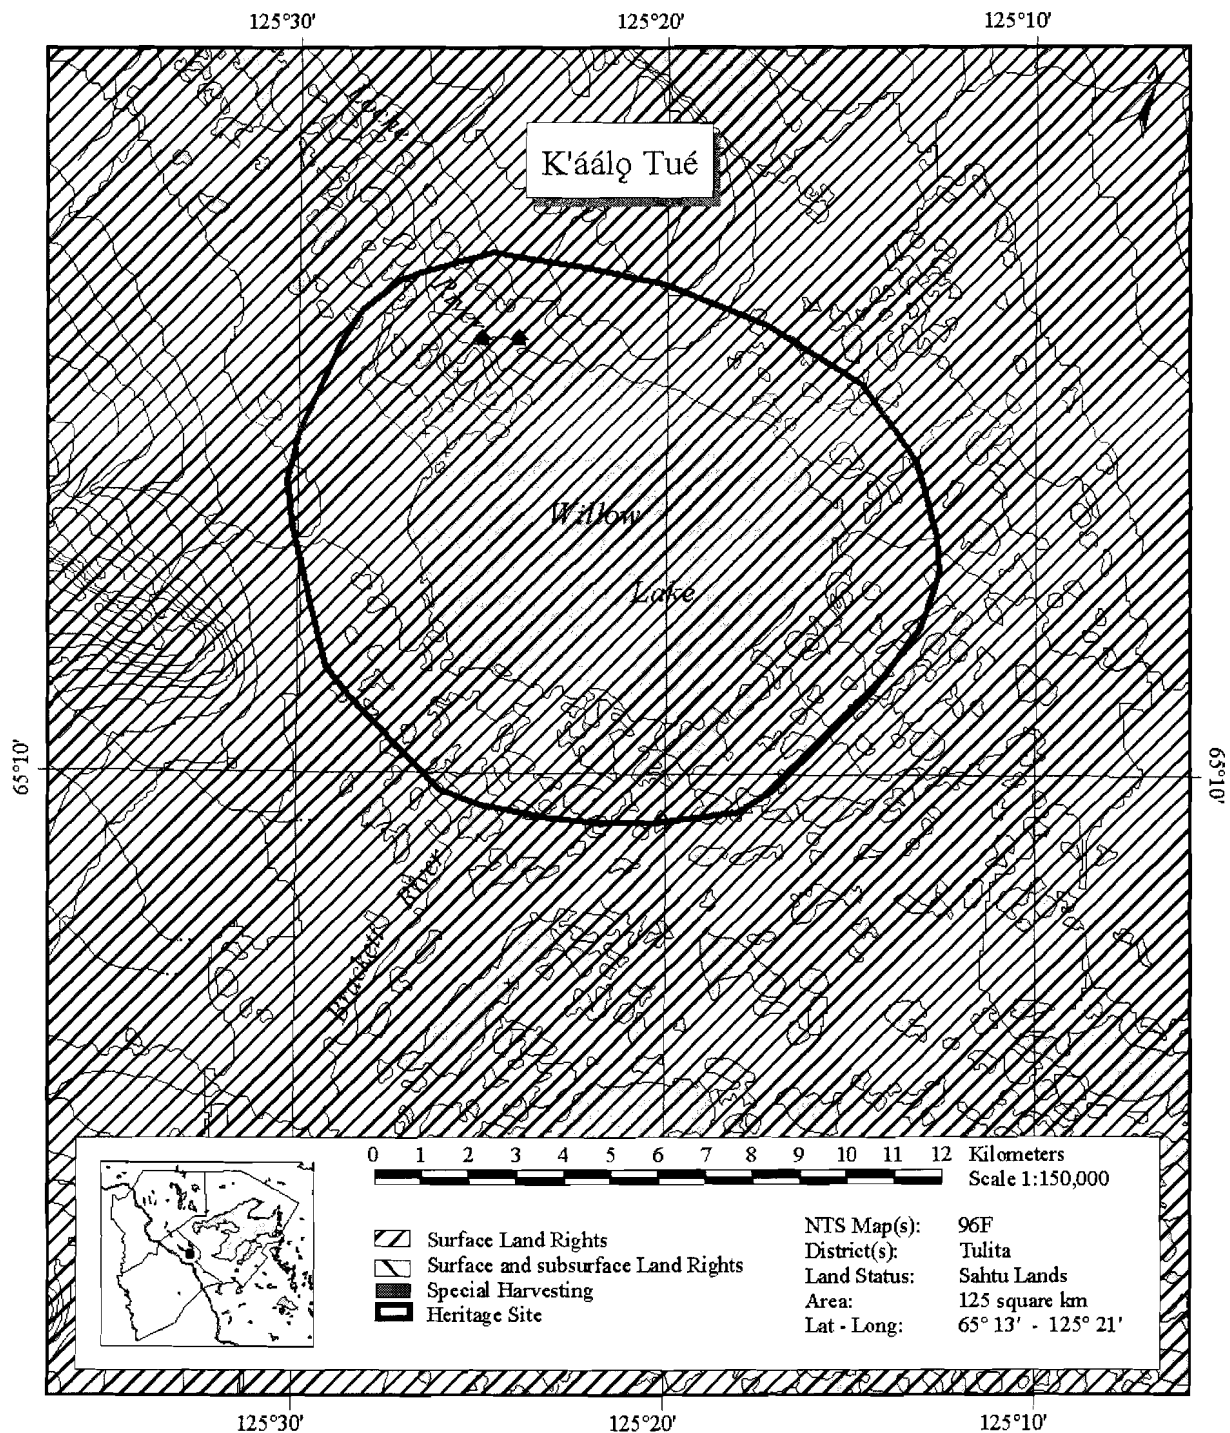 125°30'
125°20'
125°10'
Loche
K'áálǫ Tué
River
Willow
Lake
65°10'
65°10'
River
Brackett
0 1 2 3 4 5 6 7 8 9 10 11 12 Kilometers
Scale 1:150,000
Surface Land Rights
Surface and subsurface Land Rights
Special Harvesting
Heritage Site
NTS Map(s): 96F
District(s): Tulita
Land Status: Sahtu Lands
Area: 125 square km
Lat - Long: 65° 13' - 125° 21'
125°30'
125°20'
125°10'